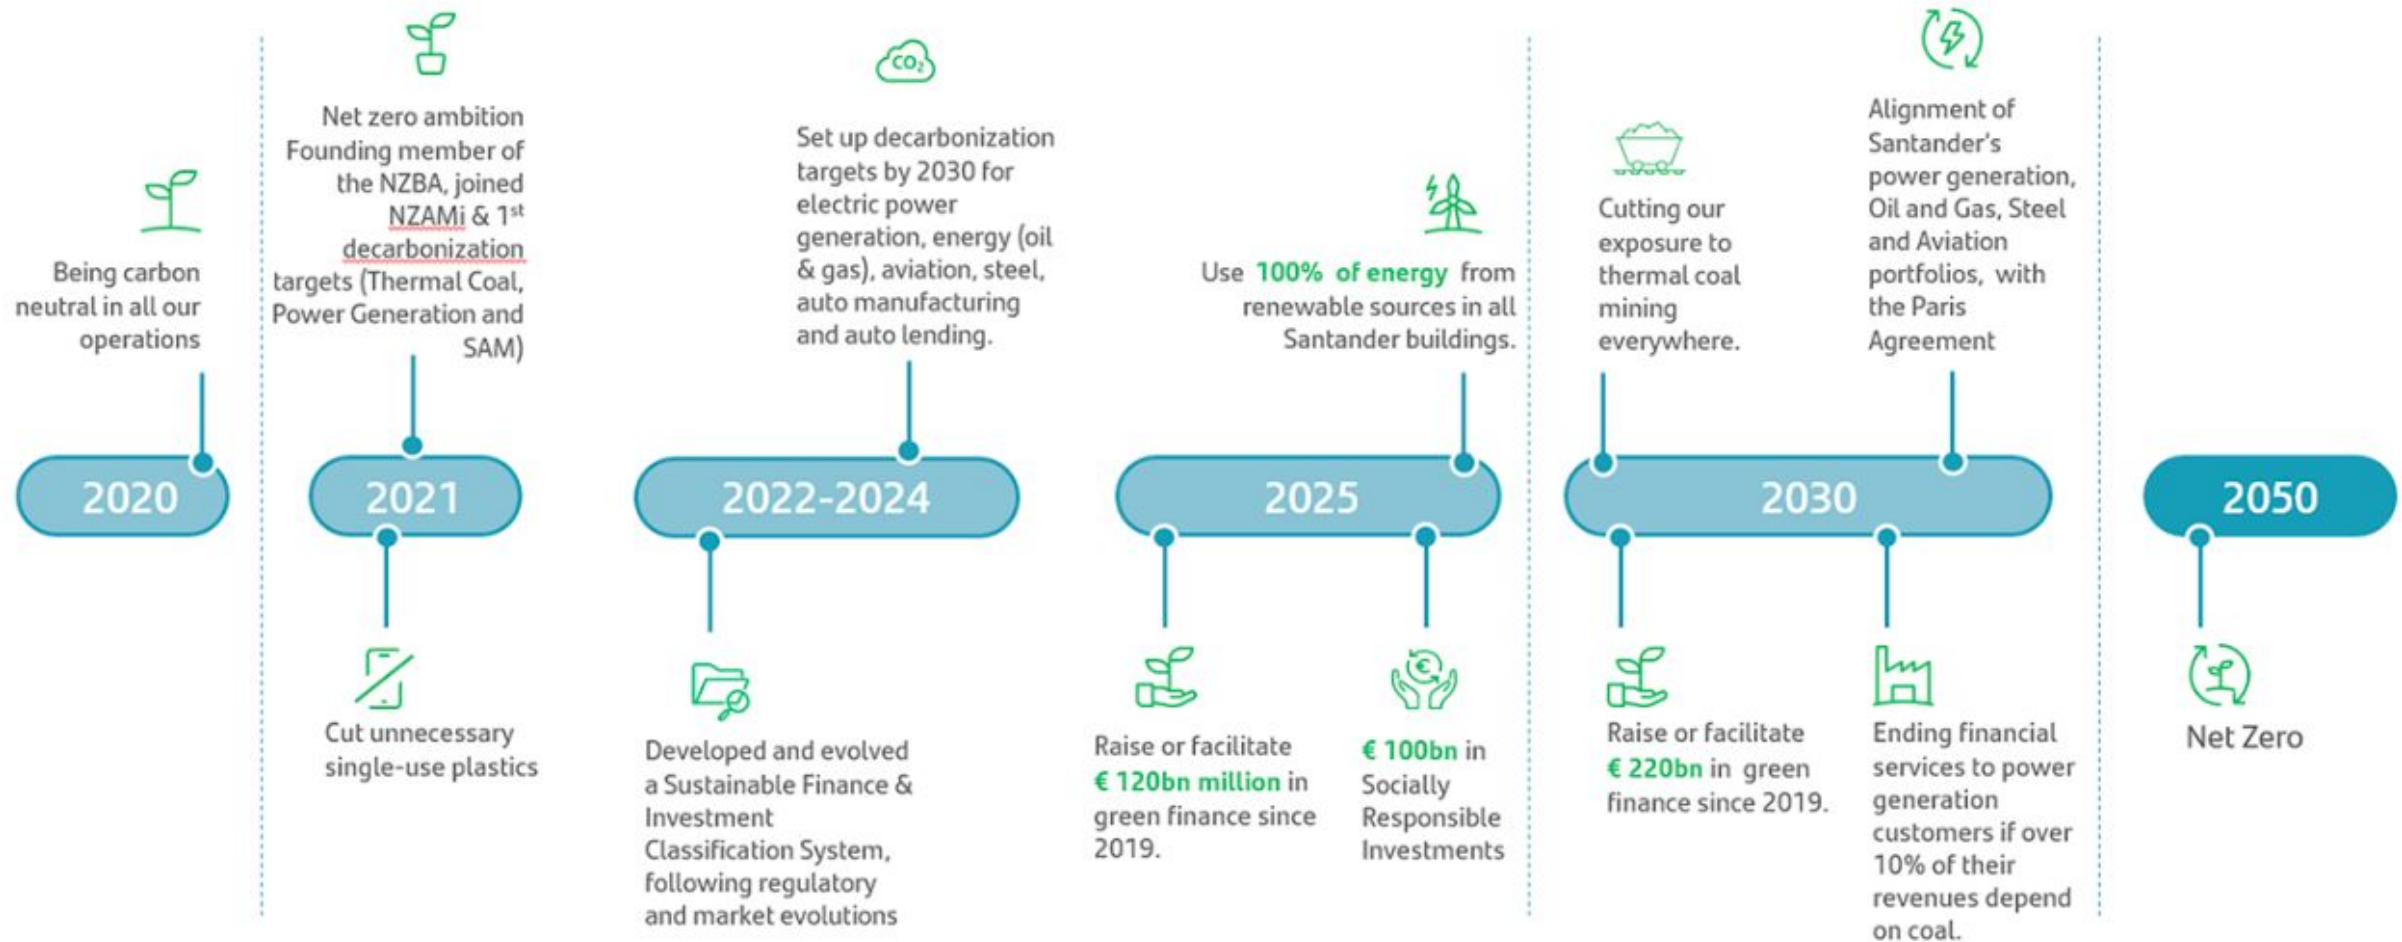 Being carbon
neutral in all our
operations
2020
Net zero ambition
Founding member of
the NZBA, joined
NZAMi & 1st
decarbonization
targets (Thermal Coal,
Power Generation and
SAM)
2021
Cut unnecessary
single-use plastics
CO2
Set up decarbonization
targets by 2030 for
electric power
generation, energy (oil
& gas), aviation, steel,
auto manufacturing
and auto lending.
2022-2024
Developed and evolved
a Sustainable Finance &
Investment
Classification System,
following regulatory
and market evolutions
Use 100% of energy from
renewable sources in all
Santander buildings.
2025
Raise or facilitate
€ 120bn million in
green finance since
2019.
€
€ 100bn in
Socially
Responsible
Investments
Cutting our
exposure to
thermal coal
mining
everywhere.
Alignment of
Santander's
power generation,
Oil and Gas, Steel
and Aviation
portfolios, with
the Paris
Agreement
2030
Raise or facilitate
€ 220bn in green
finance since 2019.
Ending financial
services to power
generation
customers if over
10% of their
revenues depend
on coal.
2050
Net Zero